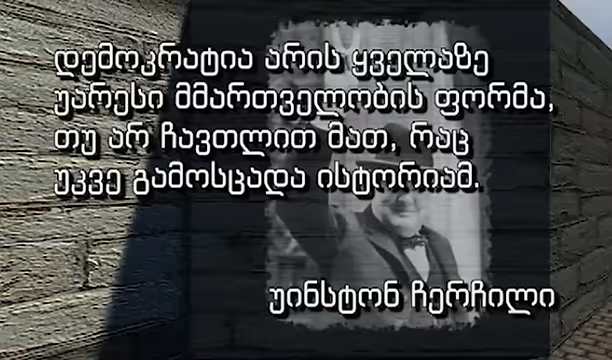 დემოკრატია არის ყველაზე
უარესი მმართველობის ფორმა,
თუ არ ჩავთლით მათ, რაც
უკვე გამოსცადა ისტორიამ.
უინსტონ ჩერჩილი